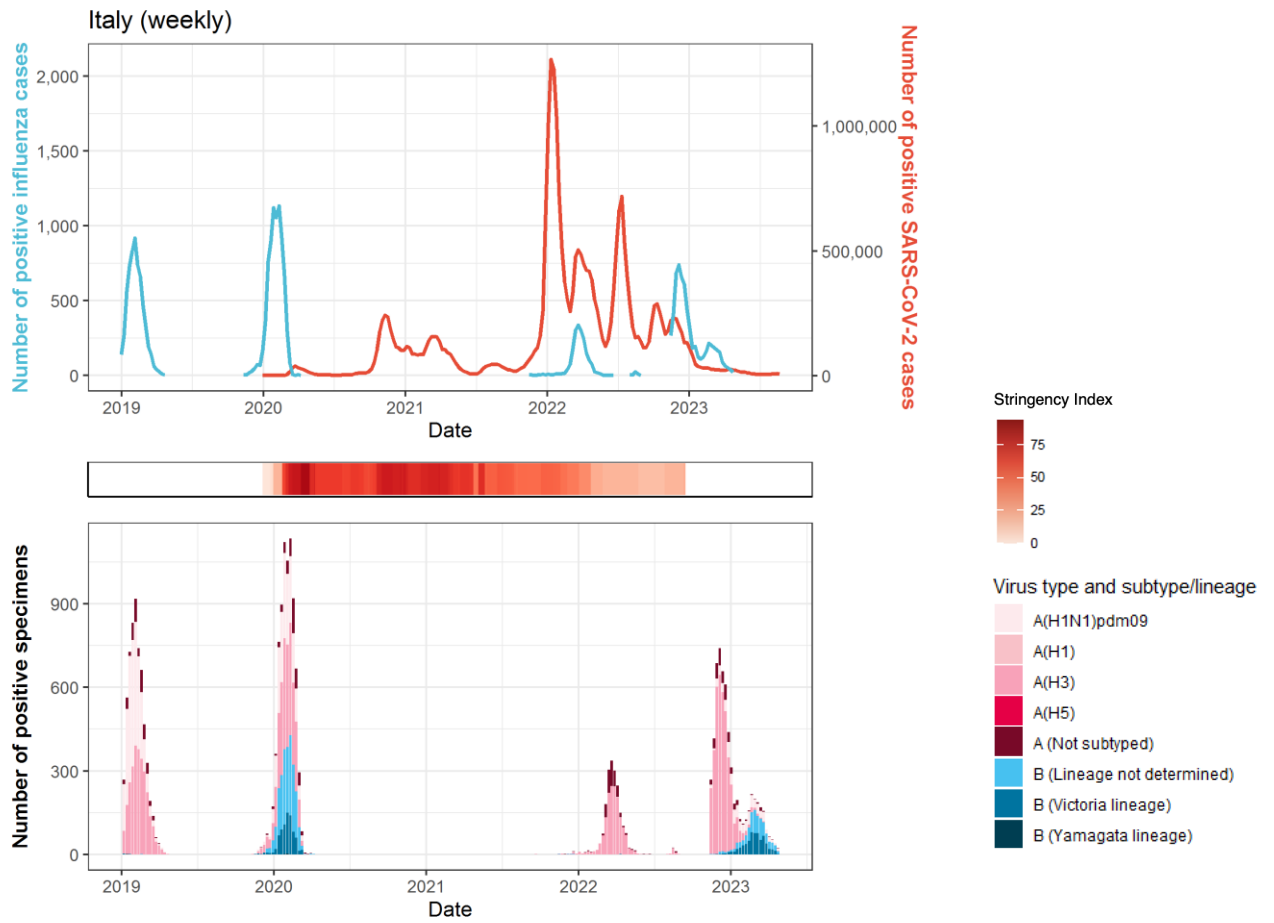 Italy (weekly)
Number of positive influenza cases
2,000
1,500
1,000
500
0
1,000,000
500,000
0
Number of positive SARS-CoV-2 cases
2019 2020 2021 2022 2023
Date
Stringency Index
75
50
25
0
Number of positive specimens
900
600
300
0
2019 2020 2021 2022 2023
Date
Virus type and subtype/lineage
A(H1N1)pdm09
A(H1)
A(H3)
A(H5)
A (Not subtyped)
B (Lineage not determined)
B (Victoria lineage)
B (Yamagata lineage)